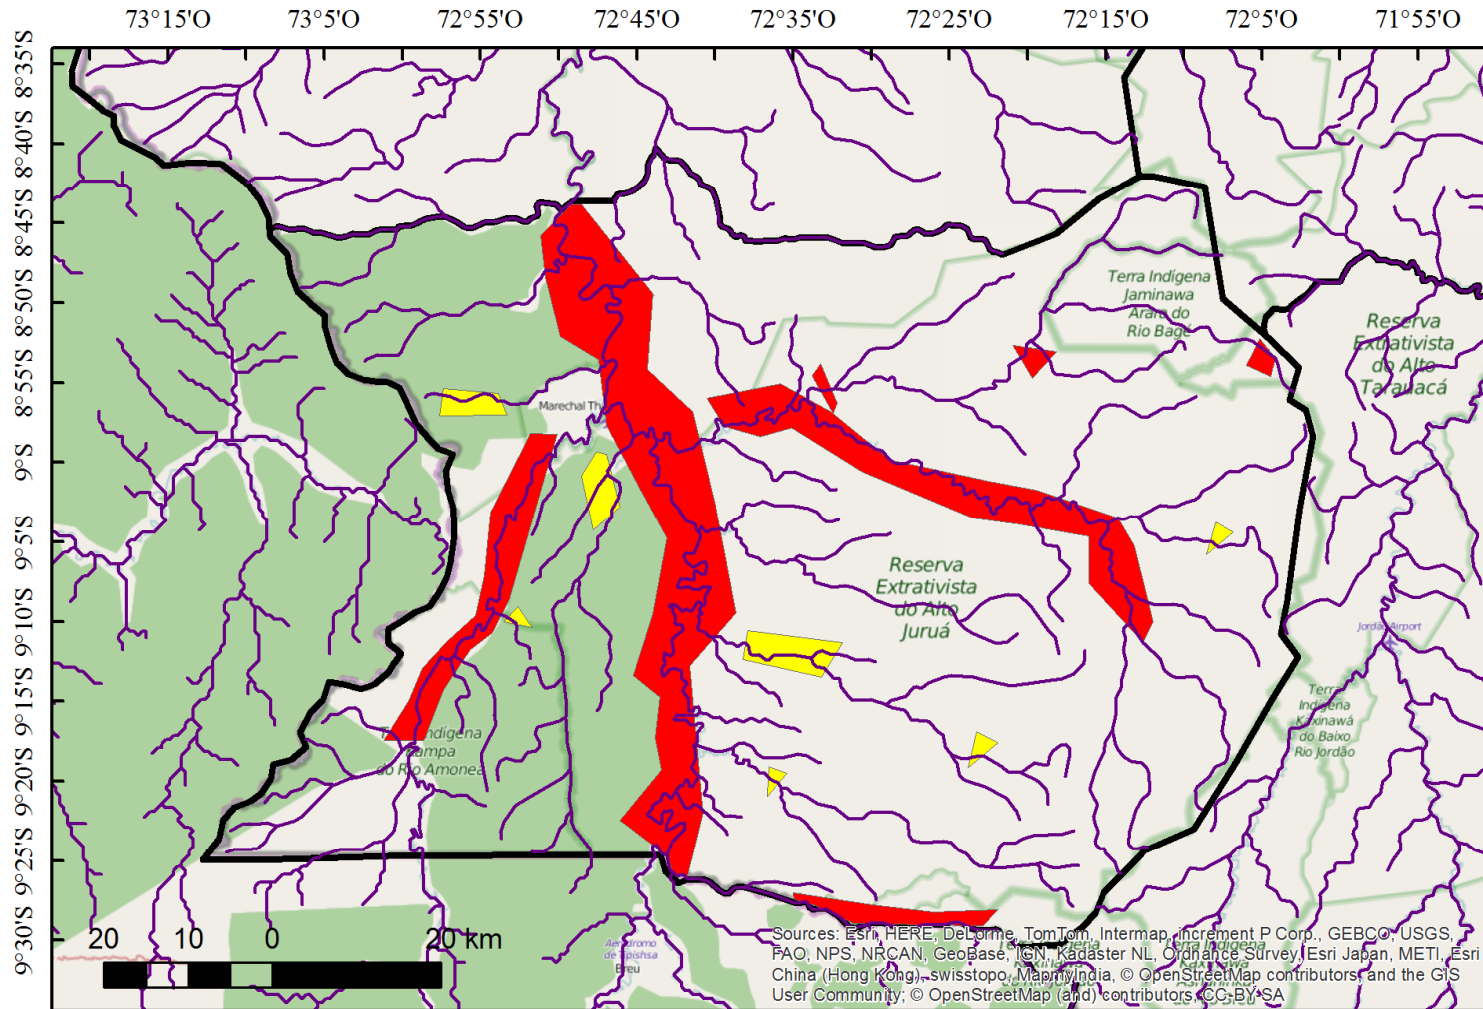 73°15'O 73°5'O 72°55'O 72°45'O 72°35'O 72°25'O 72°15'O 72°5'O 71°55'O
8°35'S
8°40'S
8°45'S
8°50'S
8°55'S
9°S
9°5'S
9°10'S
9°15'S
9°20'S
9°25'S
9°30'S
Terra Indígena
Jaminawa
Arara do
Rio Bagé
Reserva
Extrativista
do Alto
Tarauacá
Marechal Th
Reserva
Extrativista
do Alto
Juruá
Jordão Airport
Terra
Indígena
Kaxinawá
do Baixo
Rio Jordão
Indígena
Kampa
do Rio Amonea
Aeródromo
de Tipishsa
Breu
20 10 0 20 km
Sources: Esri, HERE, DeLorme, TomTom, Intermap, increment P Corp., GEBCO, USGS,
FAO, NPS, NRCAN, GeoBase, IGN, Kadaster NL, Ordnance Survey, Esri Japan, METI, Esri
China (Hong Kong), swisstopo, MapmyIndia, © OpenStreetMap contributors, and the GIS
User Community; © OpenStreetMap (and) contributors, CC-BY-SA